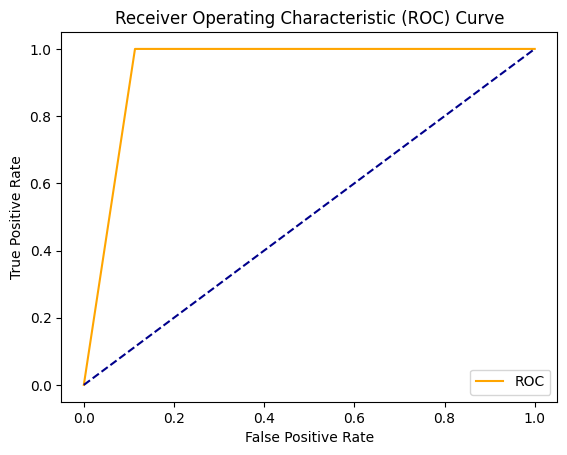 Receiver Operating Characteristic (ROC) Curve
1.0
0.8
0.6
0.4
0.2
0.0
True Positive Rate
ROC
0.0 0.2 0.4 0.6 0.8 1.0
False Positive Rate